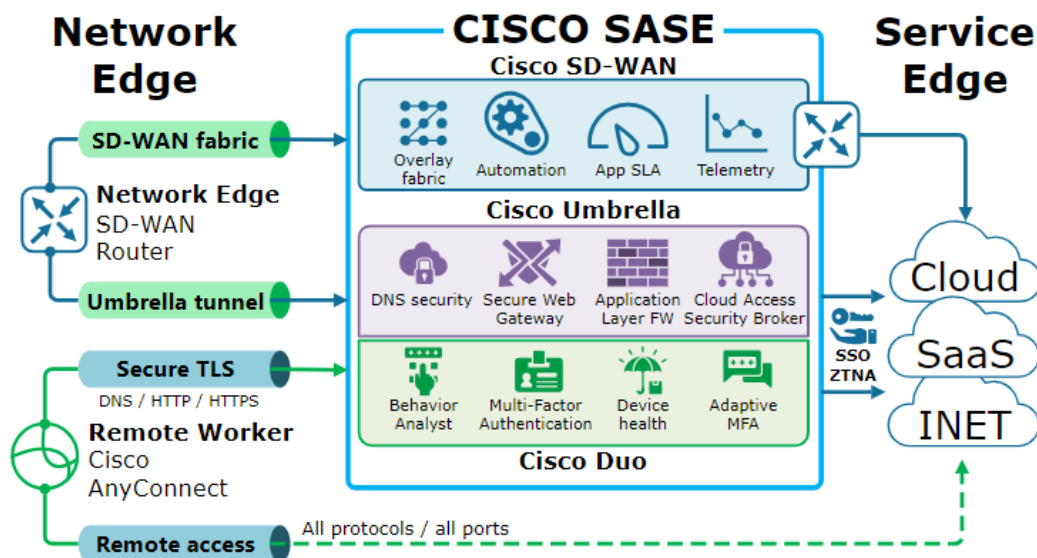 Network
Edge
CISCO SASE
Service
Edge
Cisco SD-WAN
SD-WAN fabric
Overlay
fabric
Automation
App SLA
Telemetry
Network Edge
SD-WAN
Router
Cisco Umbrella
Umbrella tunnel
DNS security
Secure Web
Gateway
Application
Layer FW
Cloud Access
Security Broker
Cloud
SSO
ZTNA
SaaS
INET
Secure TLS
DNS / HTTP / HTTPS
Behavior
Analyst
Multi-Factor
Authentication
Device
health
Adaptive
MFA
Remote Worker
Cisco
AnyConnect
Cisco Duo
Remote access
All protocols / all ports